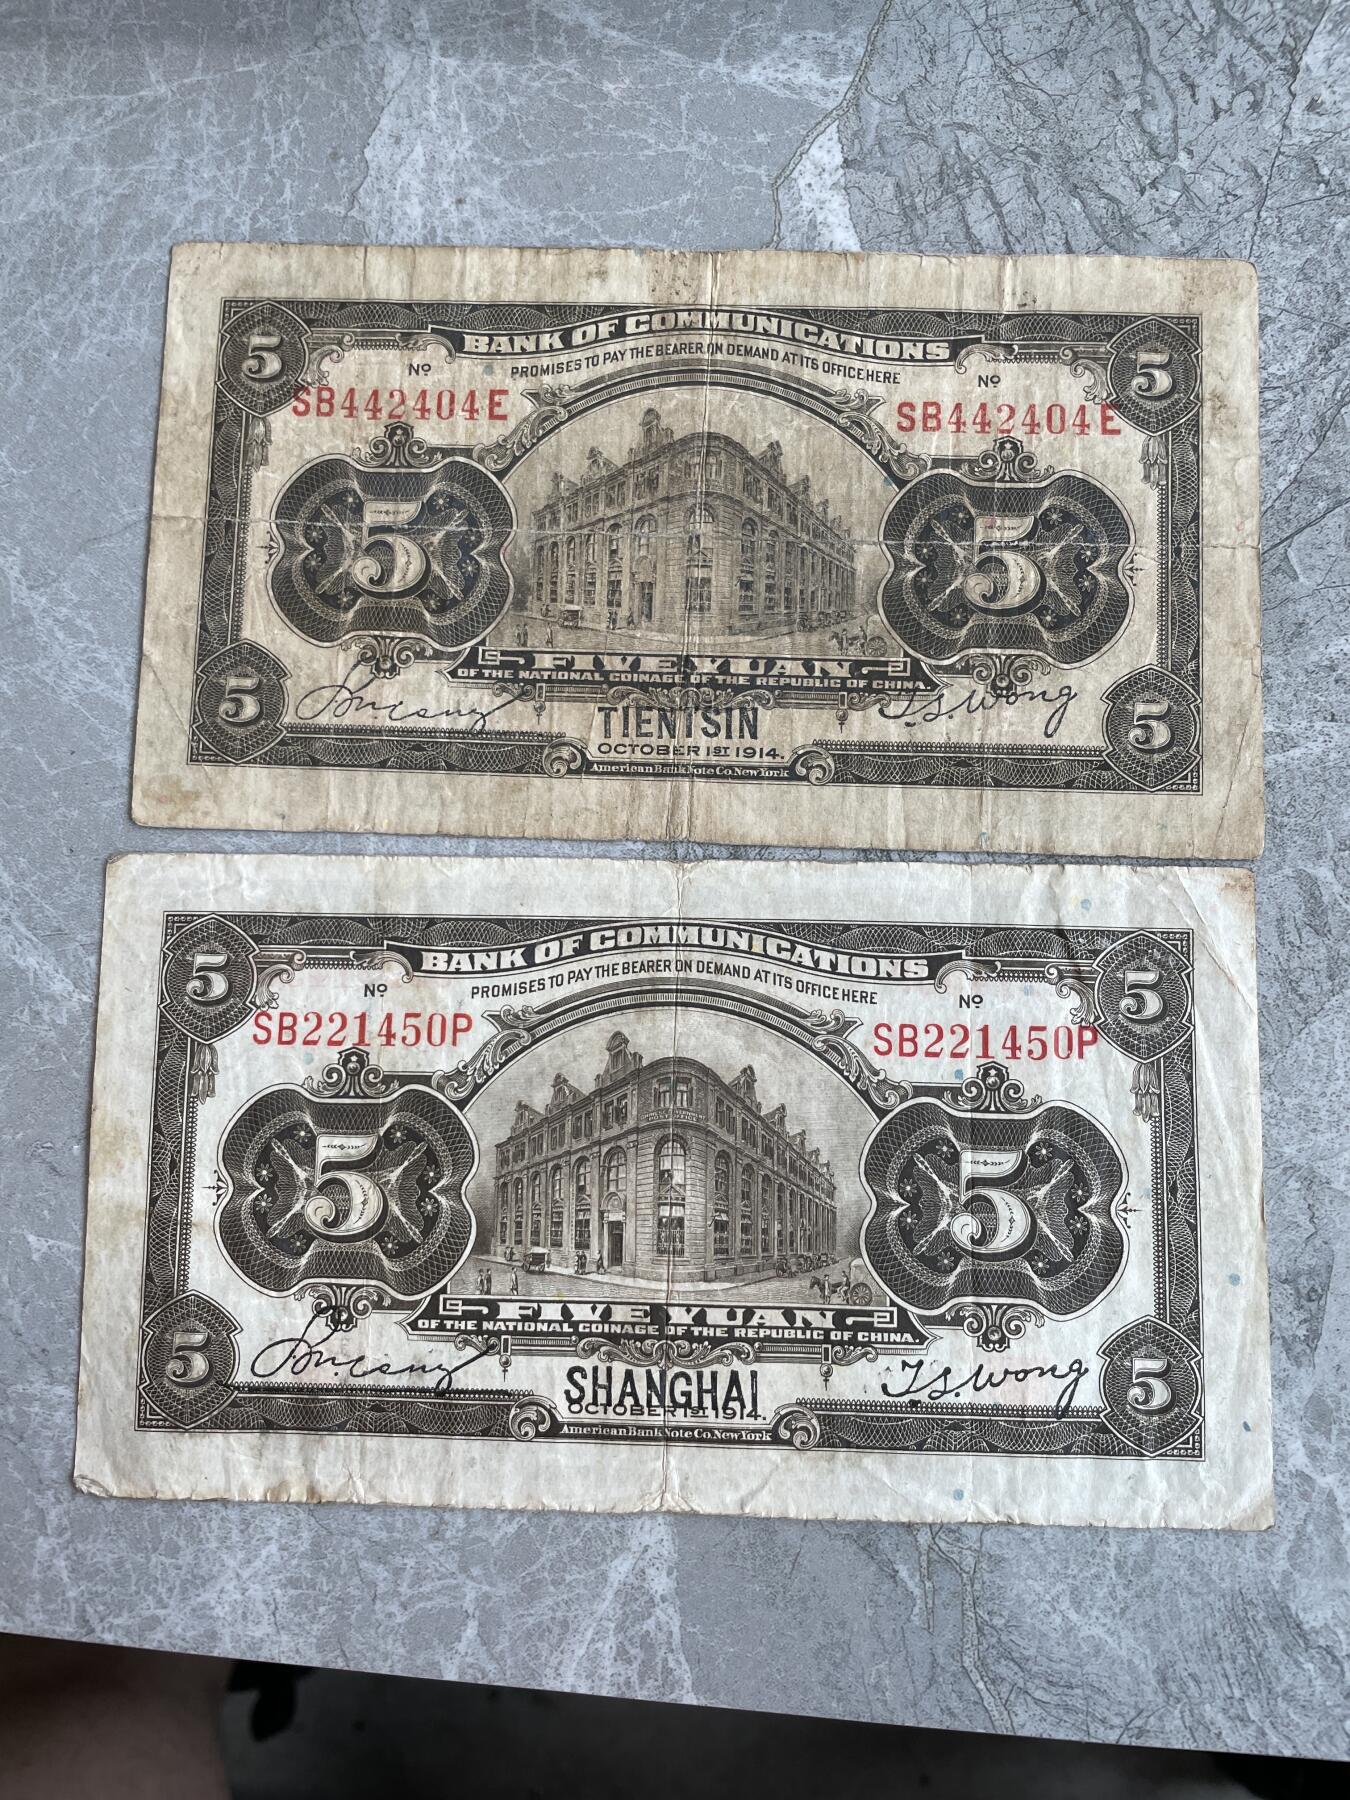 BANK OF COMMUNICATIONS
PROMISES TO PAY THE BEARER ON DEMAND AT ITS OFFICE HERE
5 5
Nº Nº
SB442404E SB442404E
5 5
FIVE YUAN
OF THE NATIONAL COINAGE OF THE REPUBLIC OF CHINA.
T.S. Wong
5 TIENTSIN 5
OCTOBER 1ST 1914.
American Bank Note Co. New York
BANK OF COMMUNICATIONS
PROMISES TO PAY THE BEARER ON DEMAND AT ITS OFFICE HERE
5 5
Nº Nº
SB221450P SB221450P
5 5
FIVE YUAN
OF THE NATIONAL COINAGE OF THE REPUBLIC OF CHINA.
T.S. Wong
5 SHANGHAI 5
OCTOBER 1ST 1914.
American Bank Note Co. New York